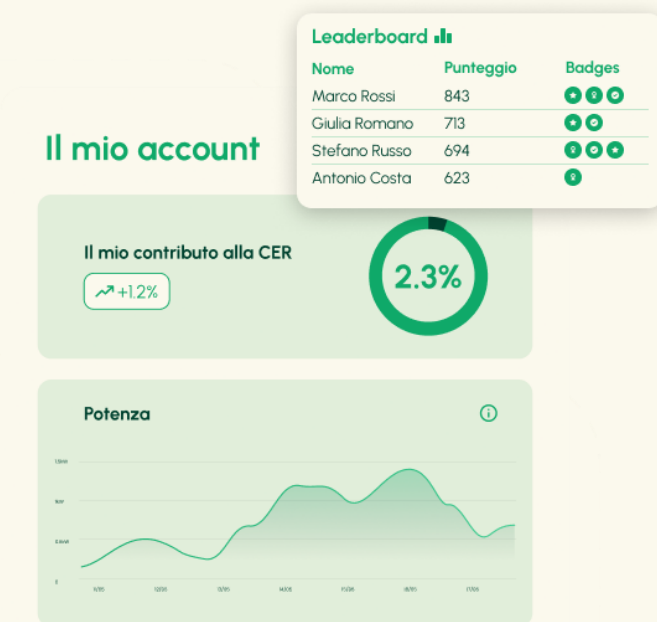 Leaderboard
Nome Punteggio Badges
Marco Rossi 843
Giulia Romano 713
Stefano Russo 694
Antonio Costa 623
Il mio account
Il mio contributo alla CER
+1.2%
2.3%
Potenza
0